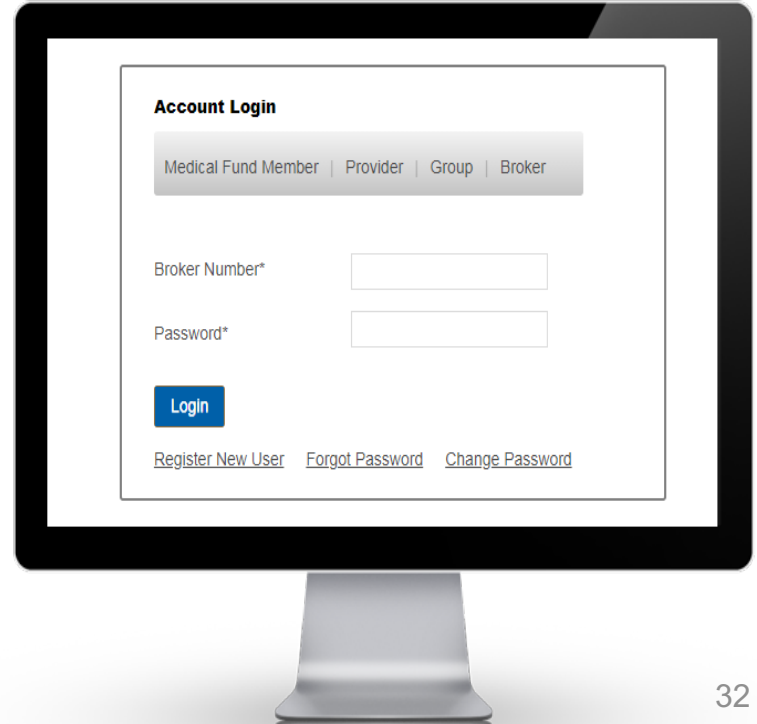 Account Login
Medical Fund Member | Provider | Group | Broker
Broker Number*
Password*
Login
Register New User Forgot Password Change Password
32